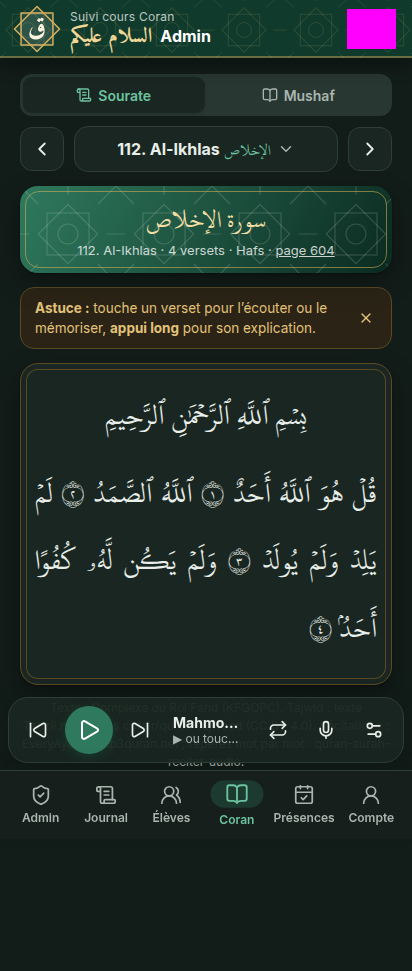 ق
Suivi cours Coran
السلام عليكم Admin
Sourate
Mushaf
112. Al-Ikhlas الإخلاص
سورة الإخلاص
112. Al-Ikhlas · 4 versets · Hafs · page 604
Astuce : touche un verset pour l'écouter ou le
mémoriser, appui long pour son explication.
بِسْمِ ٱللَّهِ ٱلرَّحْمَٰنِ ٱلرَّحِيمِ
قُلْ هُوَ ٱللَّهُ أَحَدٌ ١ ٱللَّهُ ٱلصَّمَدُ ٢ لَمْ
يَلِدْ وَلَمْ يُولَدْ ٣ وَلَمْ يَكُن لَّهُۥ كُفُوًا
أَحَدٌۢ ٤
Mahmo...
▶ ou touc...
réciter audio.
Admin
Journal
Élèves
Coran
Présences
Compte